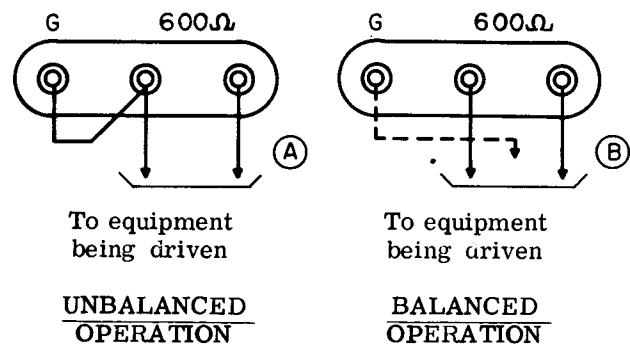 G 600Ω G 600Ω
A B
To equipment To equipment
being driven being driven
UNBALANCED BALANCED
OPERATION OPERATION